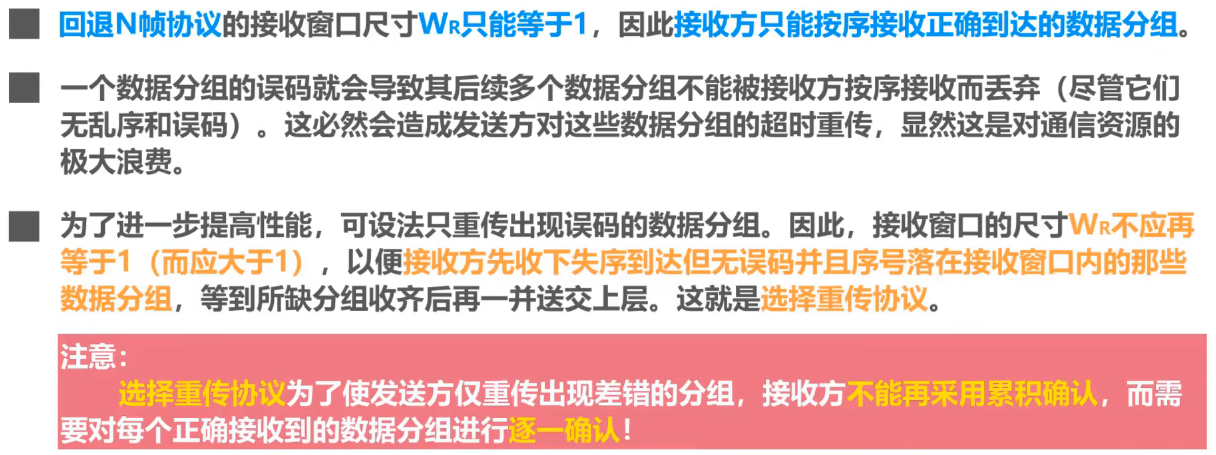 回退N帧协议的接收窗口尺寸WR只能等于1，因此接收方只能按序接收正确到达的数据分组。
一个数据分组的误码就会导致其后续多个数据分组不能被接收方按序接收而丢弃（尽管它们
无乱序和误码）。这必然会造成发送方对这些数据分组的超时重传，显然这是对通信资源的
极大浪费。
为了进一步提高性能，可设法只重传出现误码的数据分组。因此，接收窗口的尺寸WR不应再
等于1（而应大于1），以便接收方先收下失序到达但无误码并且序号落在接收窗口内的那些
数据分组，等到所缺分组收齐后再一并送交上层。这就是选择重传协议。
注意：
选择重传协议为了使发送方仅重传出现差错的分组，接收方不能再采用累积确认，而需
要对每个正确接收到的数据分组进行逐一确认！